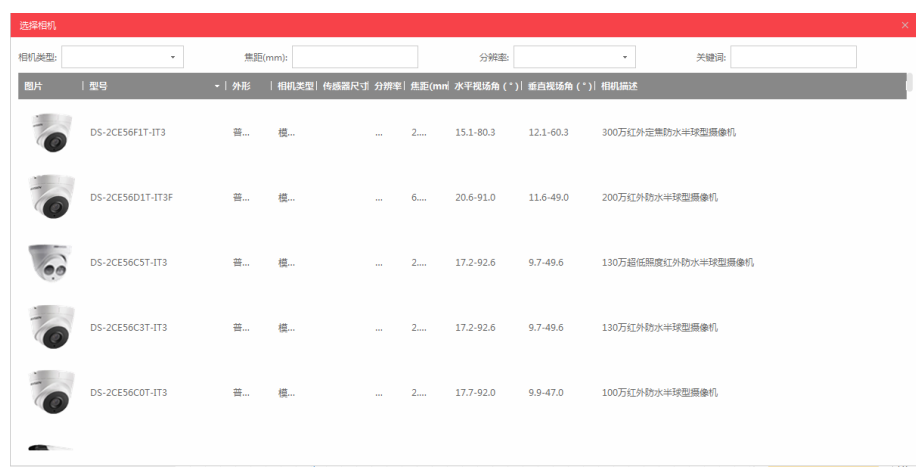 选择相机 ×
相机类型: 焦距(mm): 分辨率: 关键词:
图片 型号 外形 相机类型 传感器尺寸 分辨率 焦距(mm 水平视场角 ( ° ) 垂直视场角 ( ° ) 相机描述
DS-2CE56F1T-IT3 普... 模... ... 2.... 15.1-80.3 12.1-60.3 300万红外定焦防水半球型摄像机
DS-2CE56D1T-IT3F 普... 模... ... 6.... 20.6-91.0 11.6-49.0 200万红外防水半球型摄像机
DS-2CE56C5T-IT3 普... 模... ... 2.... 17.2-92.6 9.7-49.6 130万超低照度红外防水半球型摄像机
DS-2CE56C3T-IT3 普... 模... ... 2.... 17.2-92.6 9.7-49.6 130万红外防水半球型摄像机
DS-2CE56C0T-IT3 普... 模... ... 2.... 17.7-92.0 9.9-47.0 100万红外防水半球型摄像机